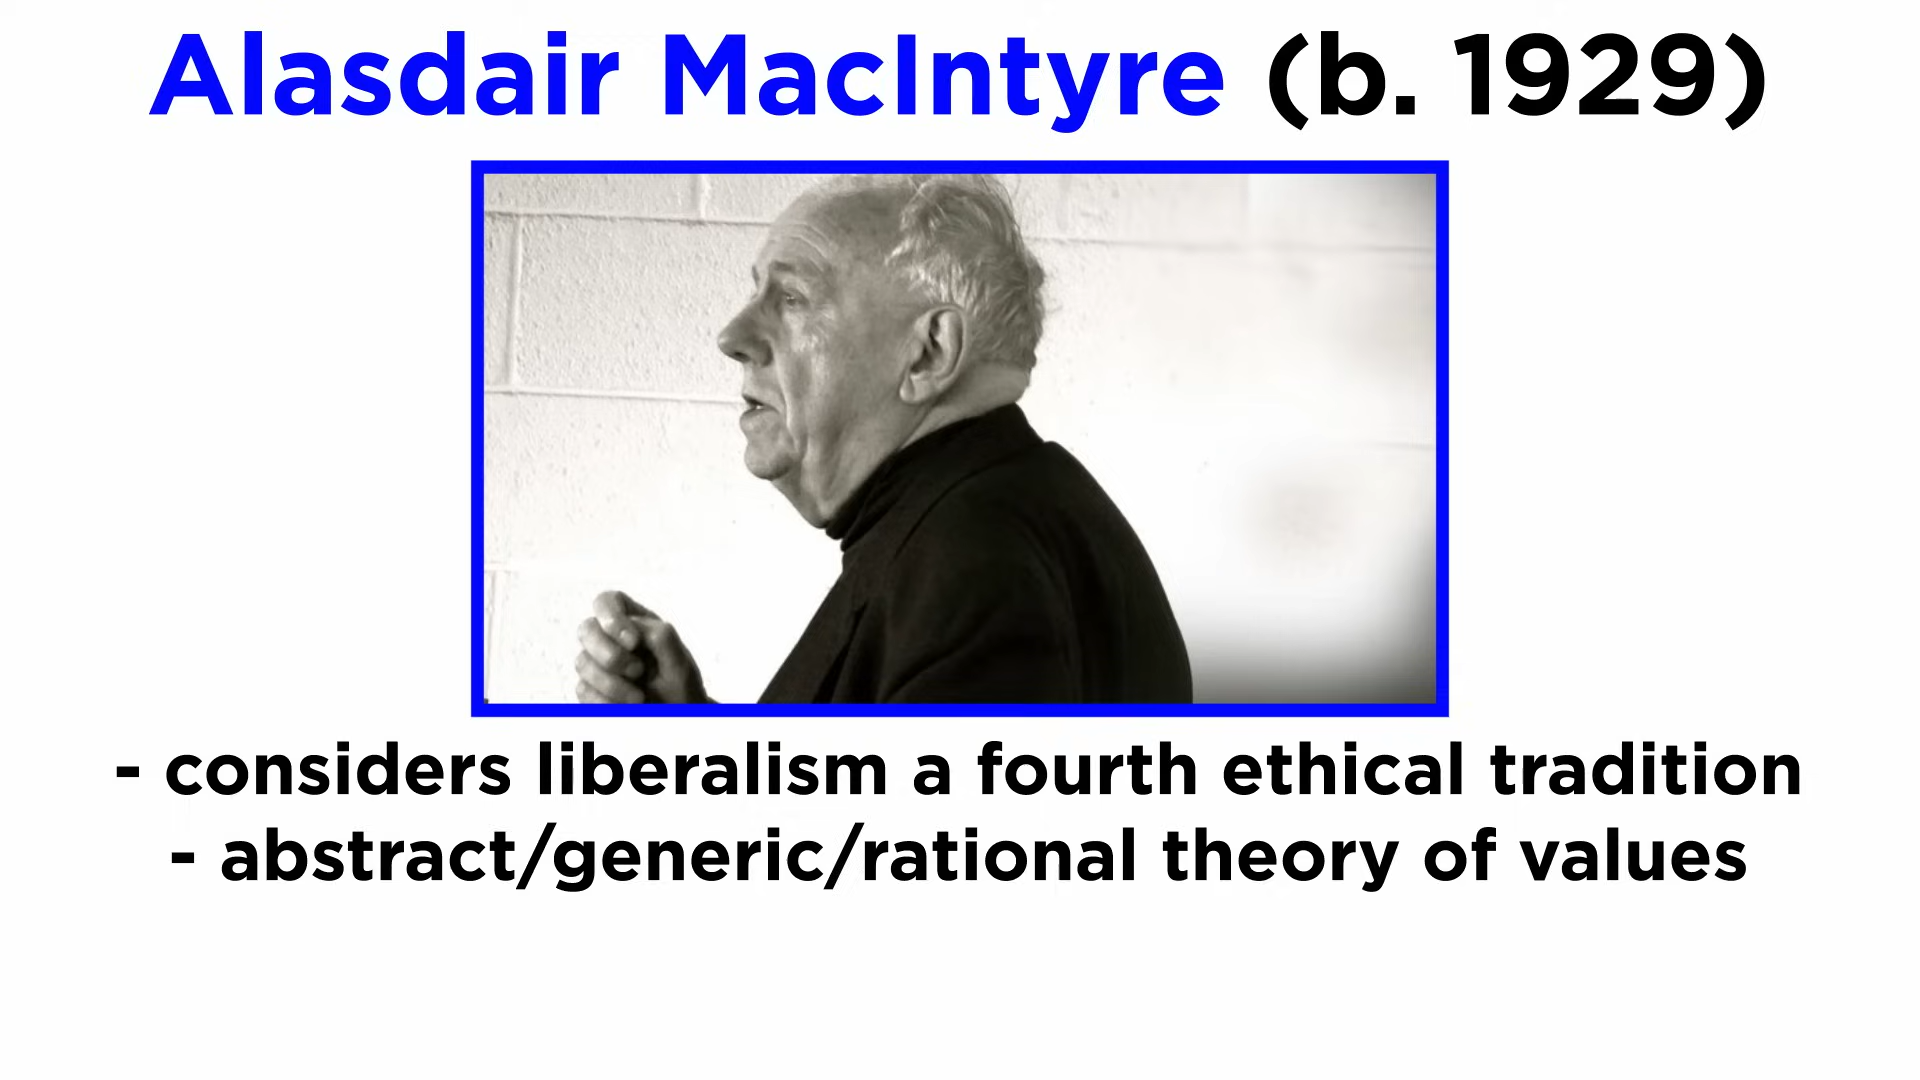 Alasdair MacIntyre (b. 1929)
- considers liberalism a fourth ethical tradition
- abstract/generic/rational theory of values